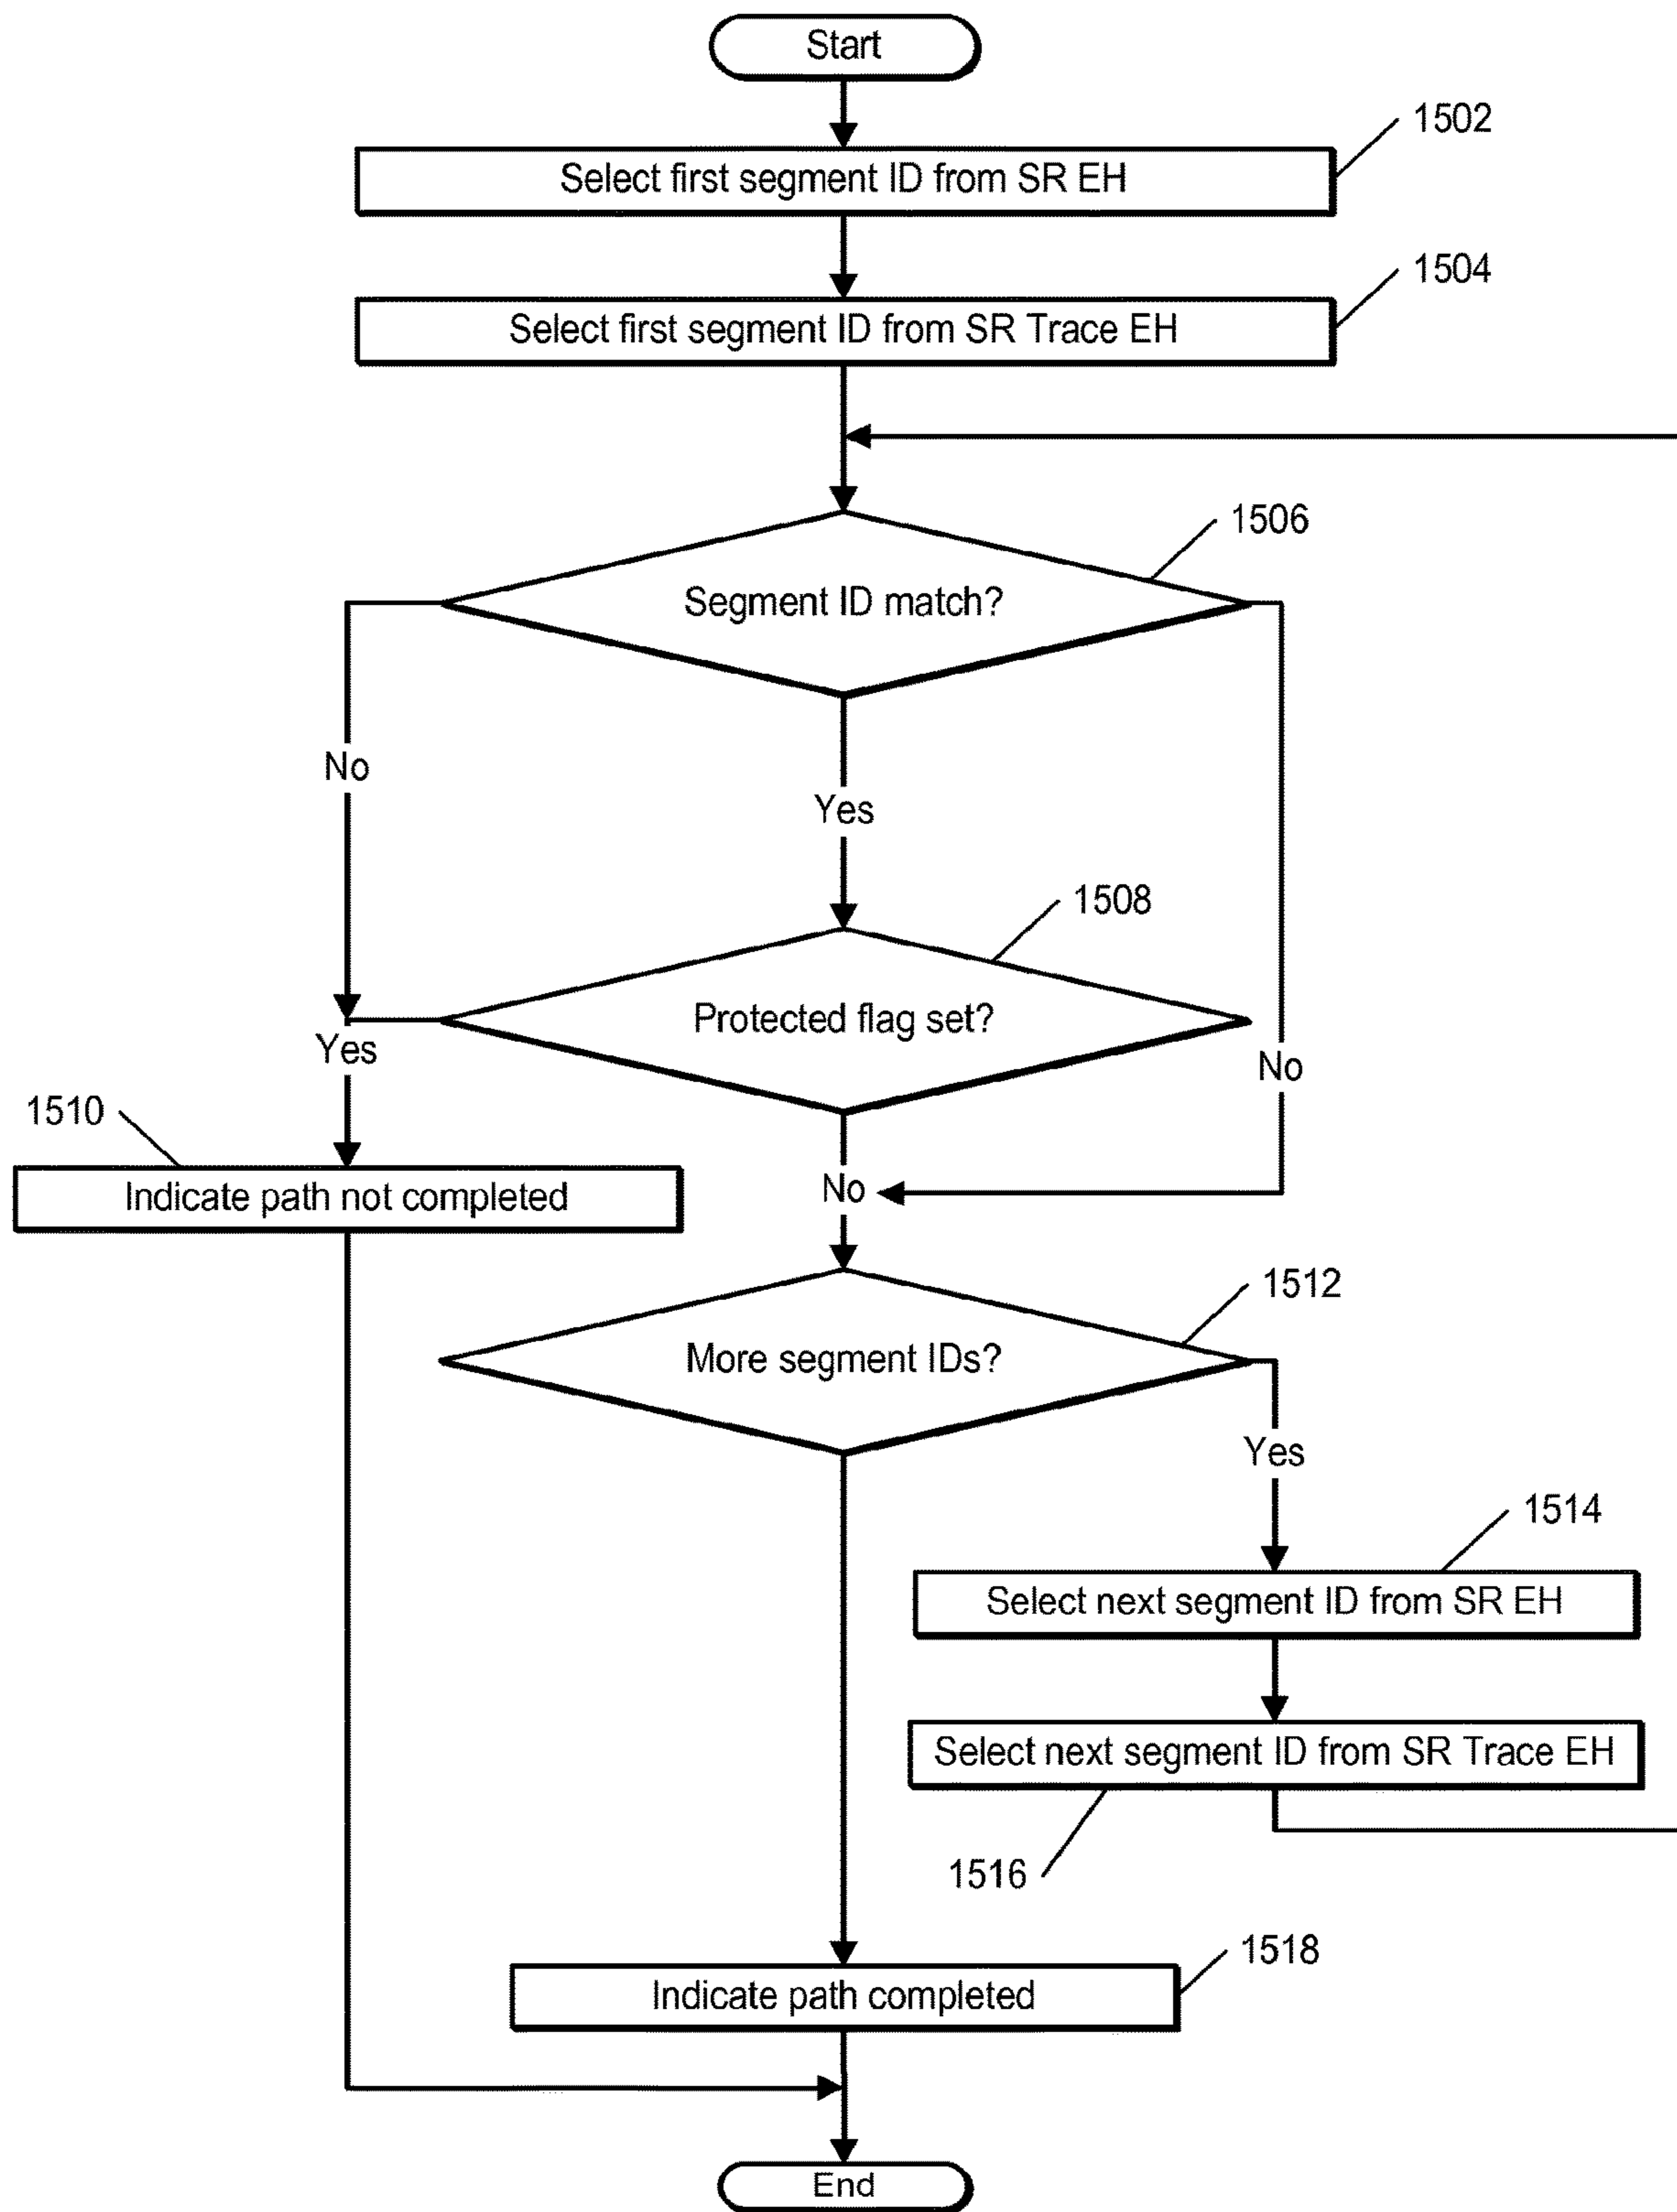 Start
1502
Select first segment ID from SR EH
1504
Select first segment ID from SR Trace EH
1506
Segment ID match?
No
Yes
1508
Protected flag set?
Yes
No
1510
Indicate path not completed
No
1512
More segment IDs?
Yes
1514
Select next segment ID from SR EH
Select next segment ID from SR Trace EH
1516
1518
Indicate path completed
End